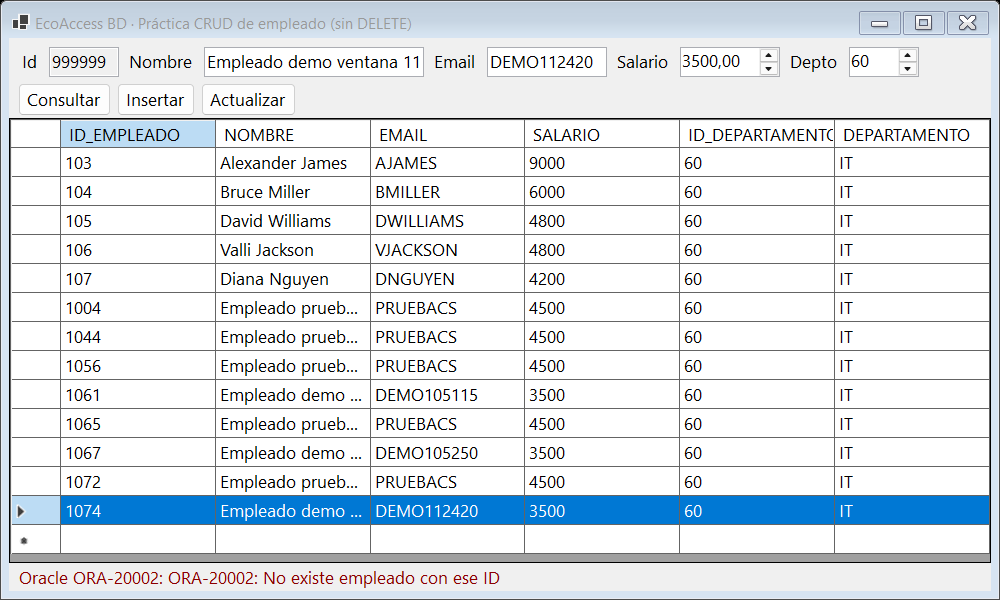 EcoAccess BD · Práctica CRUD de empleado (sin DELETE)
Id 999999 Nombre Empleado demo ventana 11 Email DEMO112420 Salario 3500,00 Depto 60
Consultar Insertar Actualizar
ID_EMPLEADO NOMBRE EMAIL SALARIO ID_DEPARTAMENTO DEPARTAMENTO
103 Alexander James AJAMES 9000 60 IT
104 Bruce Miller BMILLER 6000 60 IT
105 David Williams DWILLIAMS 4800 60 IT
106 Valli Jackson VJACKSON 4800 60 IT
107 Diana Nguyen DNGUYEN 4200 60 IT
1004 Empleado prueb... PRUEBACS 4500 60 IT
1044 Empleado prueb... PRUEBACS 4500 60 IT
1056 Empleado prueb... PRUEBACS 4500 60 IT
1061 Empleado demo ... DEMO105115 3500 60 IT
1065 Empleado prueb... PRUEBACS 4500 60 IT
1067 Empleado demo ... DEMO105250 3500 60 IT
1072 Empleado prueb... PRUEBACS 4500 60 IT
1074 Empleado demo ... DEMO112420 3500 60 IT
Oracle ORA-20002: ORA-20002: No existe empleado con ese ID